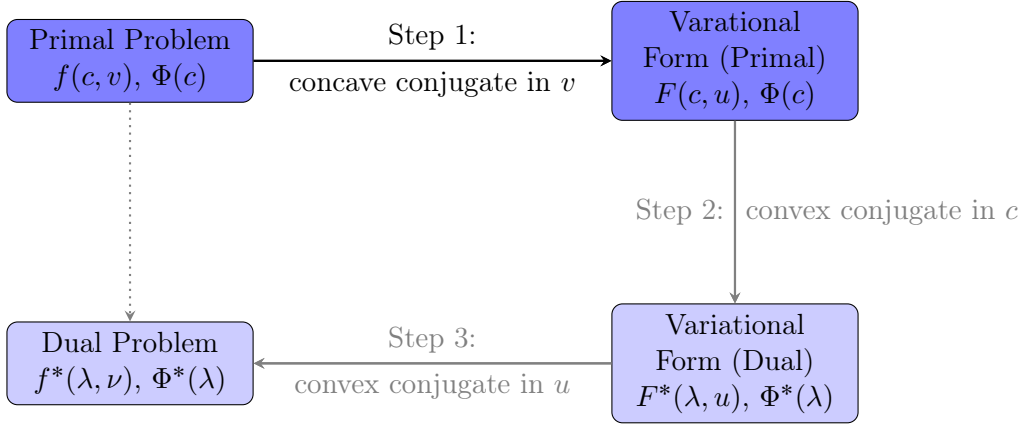 Primal Problem
f(c, v), Φ(c)
Step 1:
concave conjugate in v
Varational
Form (Primal)
F(c, u), Φ(c)
Step 2:
convex conjugate in c
Dual Problem
f*(λ, ν), Φ*(λ)
Step 3:
convex conjugate in u
Variational
Form (Dual)
F*(λ, u), Φ*(λ)